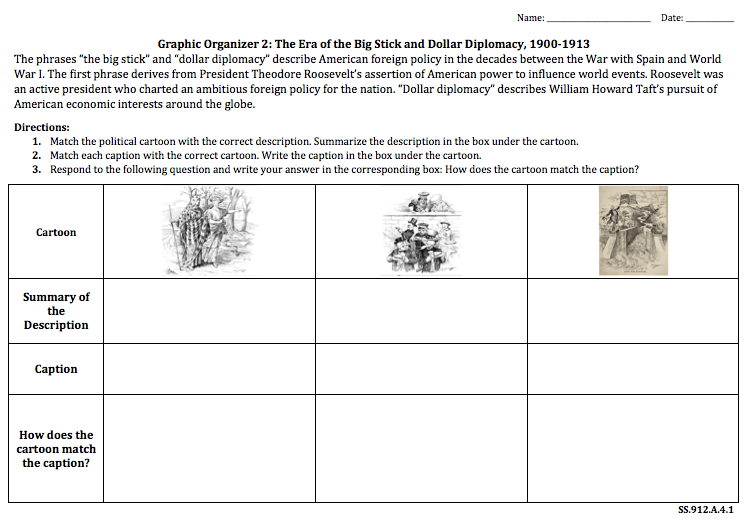 Name: ____________________ Date: __________
Graphic Organizer 2: The Era of the Big Stick and Dollar Diplomacy, 1900-1913
The phrases “the big stick” and “dollar diplomacy” describe American foreign policy in the decades between the War with Spain and World
War I. The first phrase derives from President Theodore Roosevelt’s assertion of American power to influence world events. Roosevelt was
an active president who charted an ambitious foreign policy for the nation. “Dollar diplomacy” describes William Howard Taft’s pursuit of
American economic interests around the globe.
Directions:
1. Match the political cartoon with the correct description. Summarize the description in the box under the cartoon.
2. Match each caption with the correct cartoon. Write the caption in the box under the cartoon.
3. Respond to the following question and write your answer in the corresponding box: How does the cartoon match the caption?
Cartoon
Summary of
the
Description
Caption
How does the
cartoon match
the caption?
SS.912.A.4.1